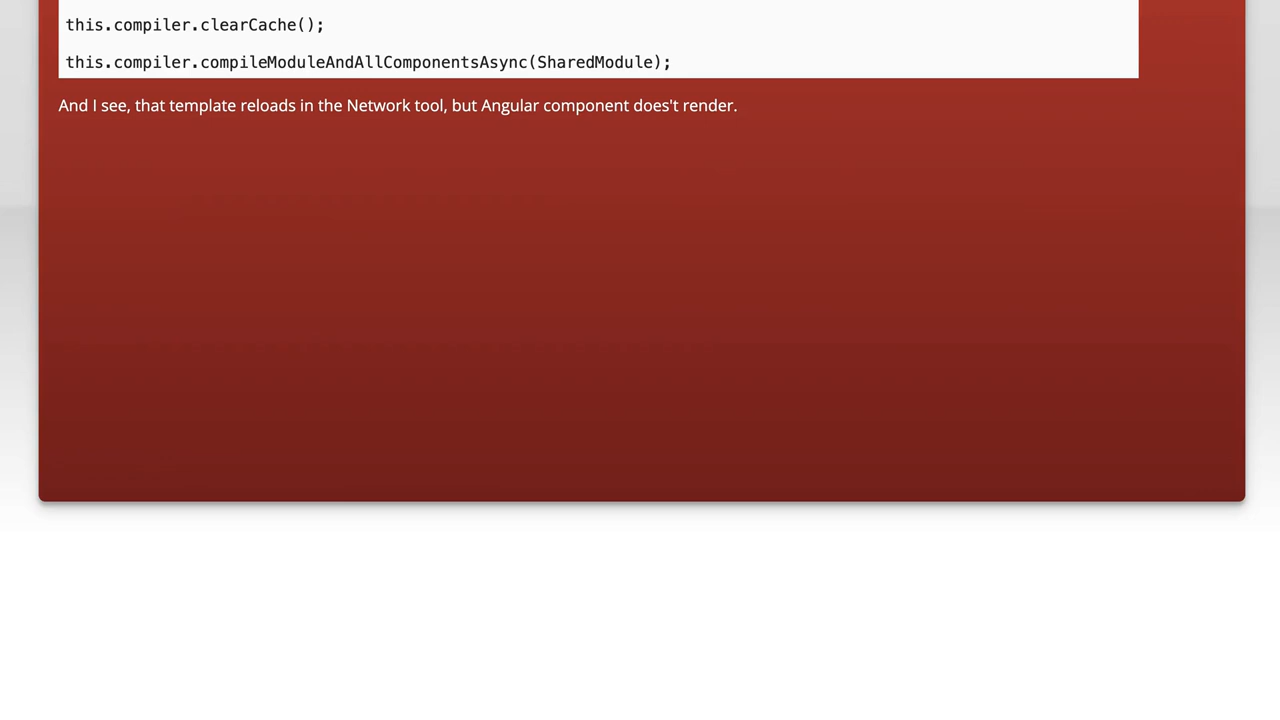 this.compiler.clearCache();
this.compiler.compileModuleAndAllComponentsAsync(SharedModule);
And I see, that template reloads in the Network tool, but Angular component does't render.